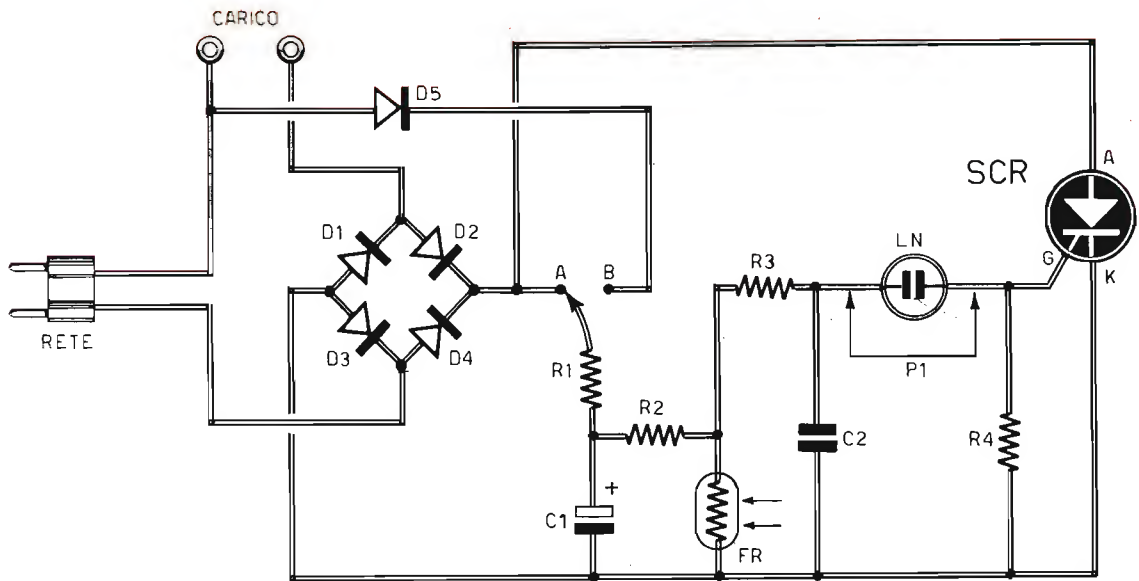 CARICO
D5
A
SCR
D1
D2
LN
G
K
A
B
R3
RETE
D3
D4
R1
P1
R2
C2
R4
+
C1
FR